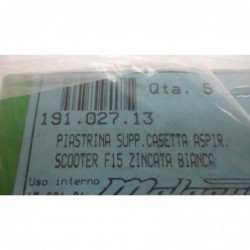 Qta. 5
191.027.13
PIASTRINA SUPP.CASETTA ASPIR.
SCOOTER F15 ZINCATA BIANCA
Uso interno